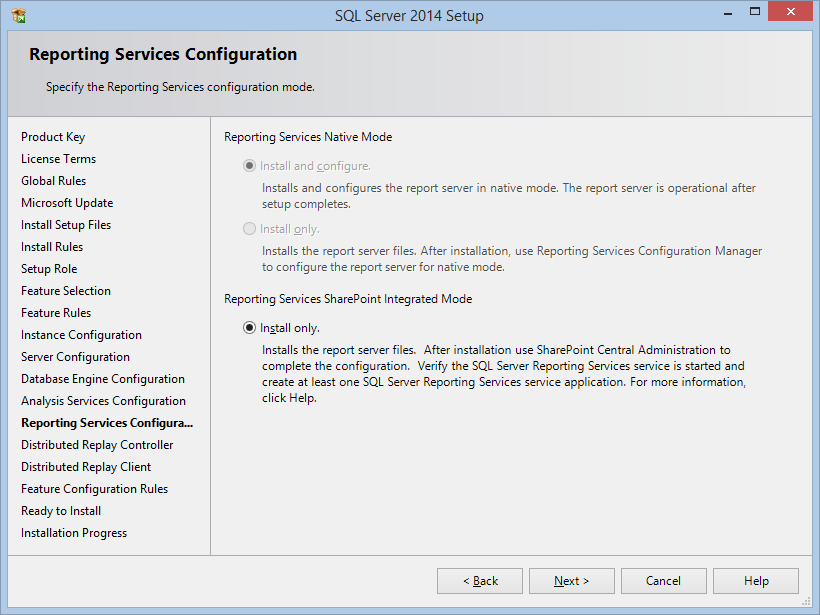 SQL Server 2014 Setup
Reporting Services Configuration
Specify the Reporting Services configuration mode.
Product Key
License Terms
Global Rules
Microsoft Update
Install Setup Files
Install Rules
Setup Role
Feature Selection
Feature Rules
Instance Configuration
Server Configuration
Database Engine Configuration
Analysis Services Configuration
Reporting Services Configura...
Distributed Replay Controller
Distributed Replay Client
Feature Configuration Rules
Ready to Install
Installation Progress
Reporting Services Native Mode
Install and configure.
Installs and configures the report server in native mode. The report server is operational after
setup completes.
Install only.
Installs the report server files. After installation, use Reporting Services Configuration Manager
to configure the report server for native mode.
Reporting Services SharePoint Integrated Mode
Install only.
Installs the report server files.  After installation use SharePoint Central Administration to
complete the configuration.  Verify the SQL Server Reporting Services service is started and
create at least one SQL Server Reporting Services service application. For more information,
click Help.
< Back
Next >
Cancel
Help